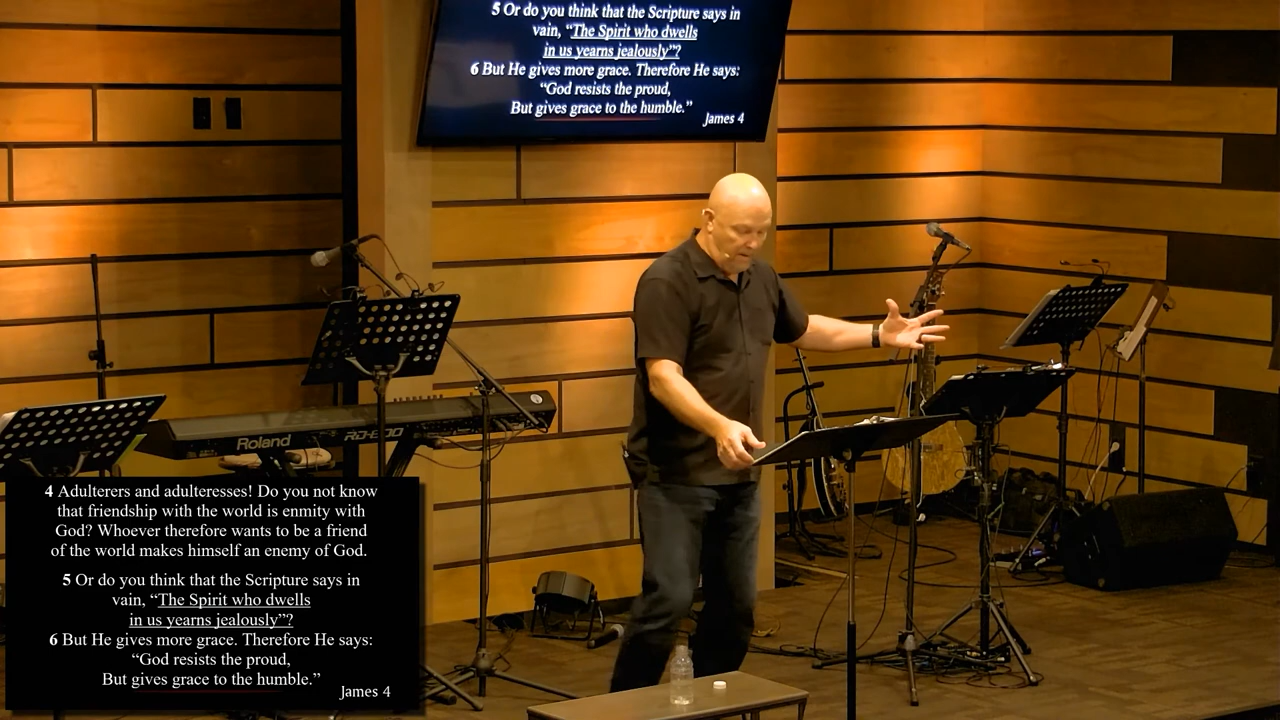 5 Or do you think that the Scripture says in
vain, “The Spirit who dwells
in us yearns jealously”?
6 But He gives more grace. Therefore He says:
“God resists the proud,
But gives grace to the humble.”
James 4
Roland
RD-800
4 Adulterers and adulteresses! Do you not know
that friendship with the world is enmity with
God? Whoever therefore wants to be a friend
of the world makes himself an enemy of God.
5 Or do you think that the Scripture says in
vain, “The Spirit who dwells
in us yearns jealously”?
6 But He gives more grace. Therefore He says:
“God resists the proud,
But gives grace to the humble.”
James 4